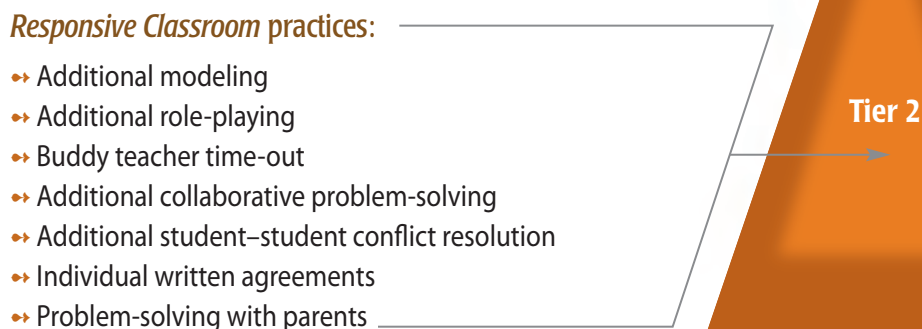 Responsive Classroom practices:
➻ Additional modeling
➻ Additional role-playing
➻ Buddy teacher time-out
➻ Additional collaborative problem-solving
➻ Additional student–student conflict resolution
➻ Individual written agreements
➻ Problem-solving with parents
Tier 2